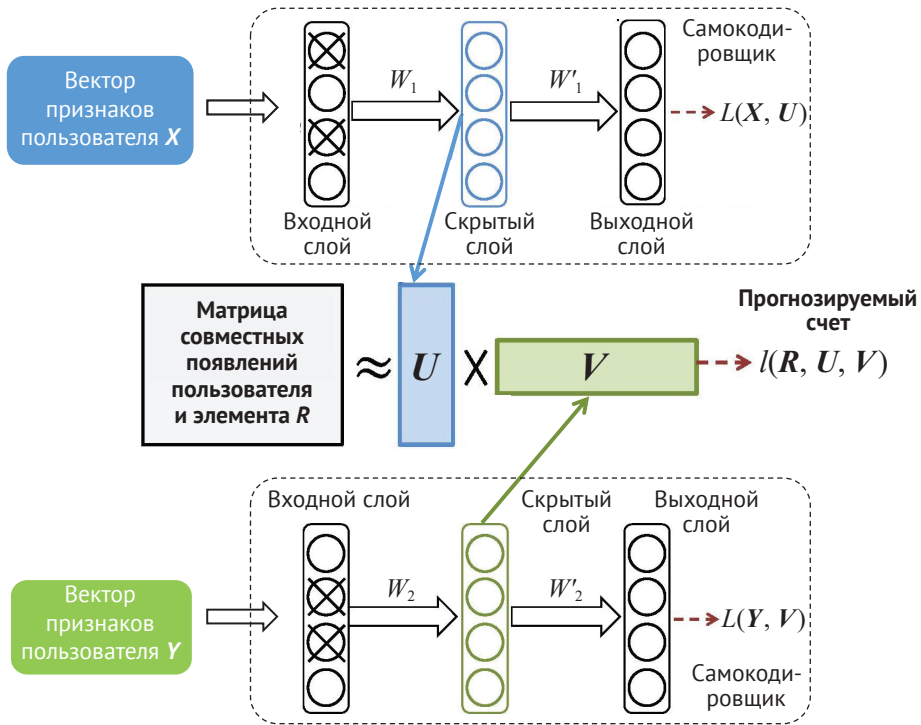 Вектор
признаков
пользователя X
W₁
W'₁
Самокоди-
ровщик
L(X, U)
Входной
слой
Скрытый
слой
Выходной
слой
Матрица
совместных
появлений
пользователя
и элемента R
≈
U
×
V
Прогнозируемый
счет
l(R, U, V)
Входной слой
Скрытый
слой
Выходной
слой
Вектор
признаков
пользователя Y
W₂
W'₂
L(Y, V)
Самокоди-
ровщик